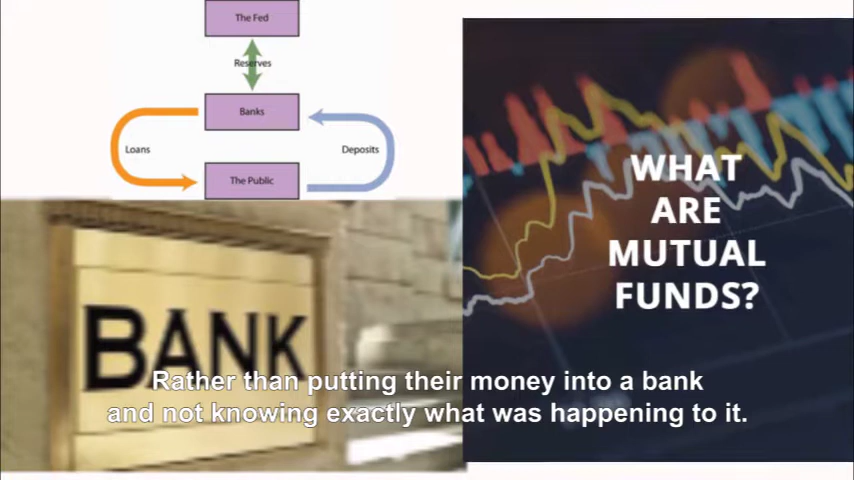 The Fed
Reserves
Banks
Loans
Deposits
The Public
WHAT
ARE
MUTUAL
FUNDS?
BANK
Rather than putting their money into a bank
and not knowing exactly what was happening to it.